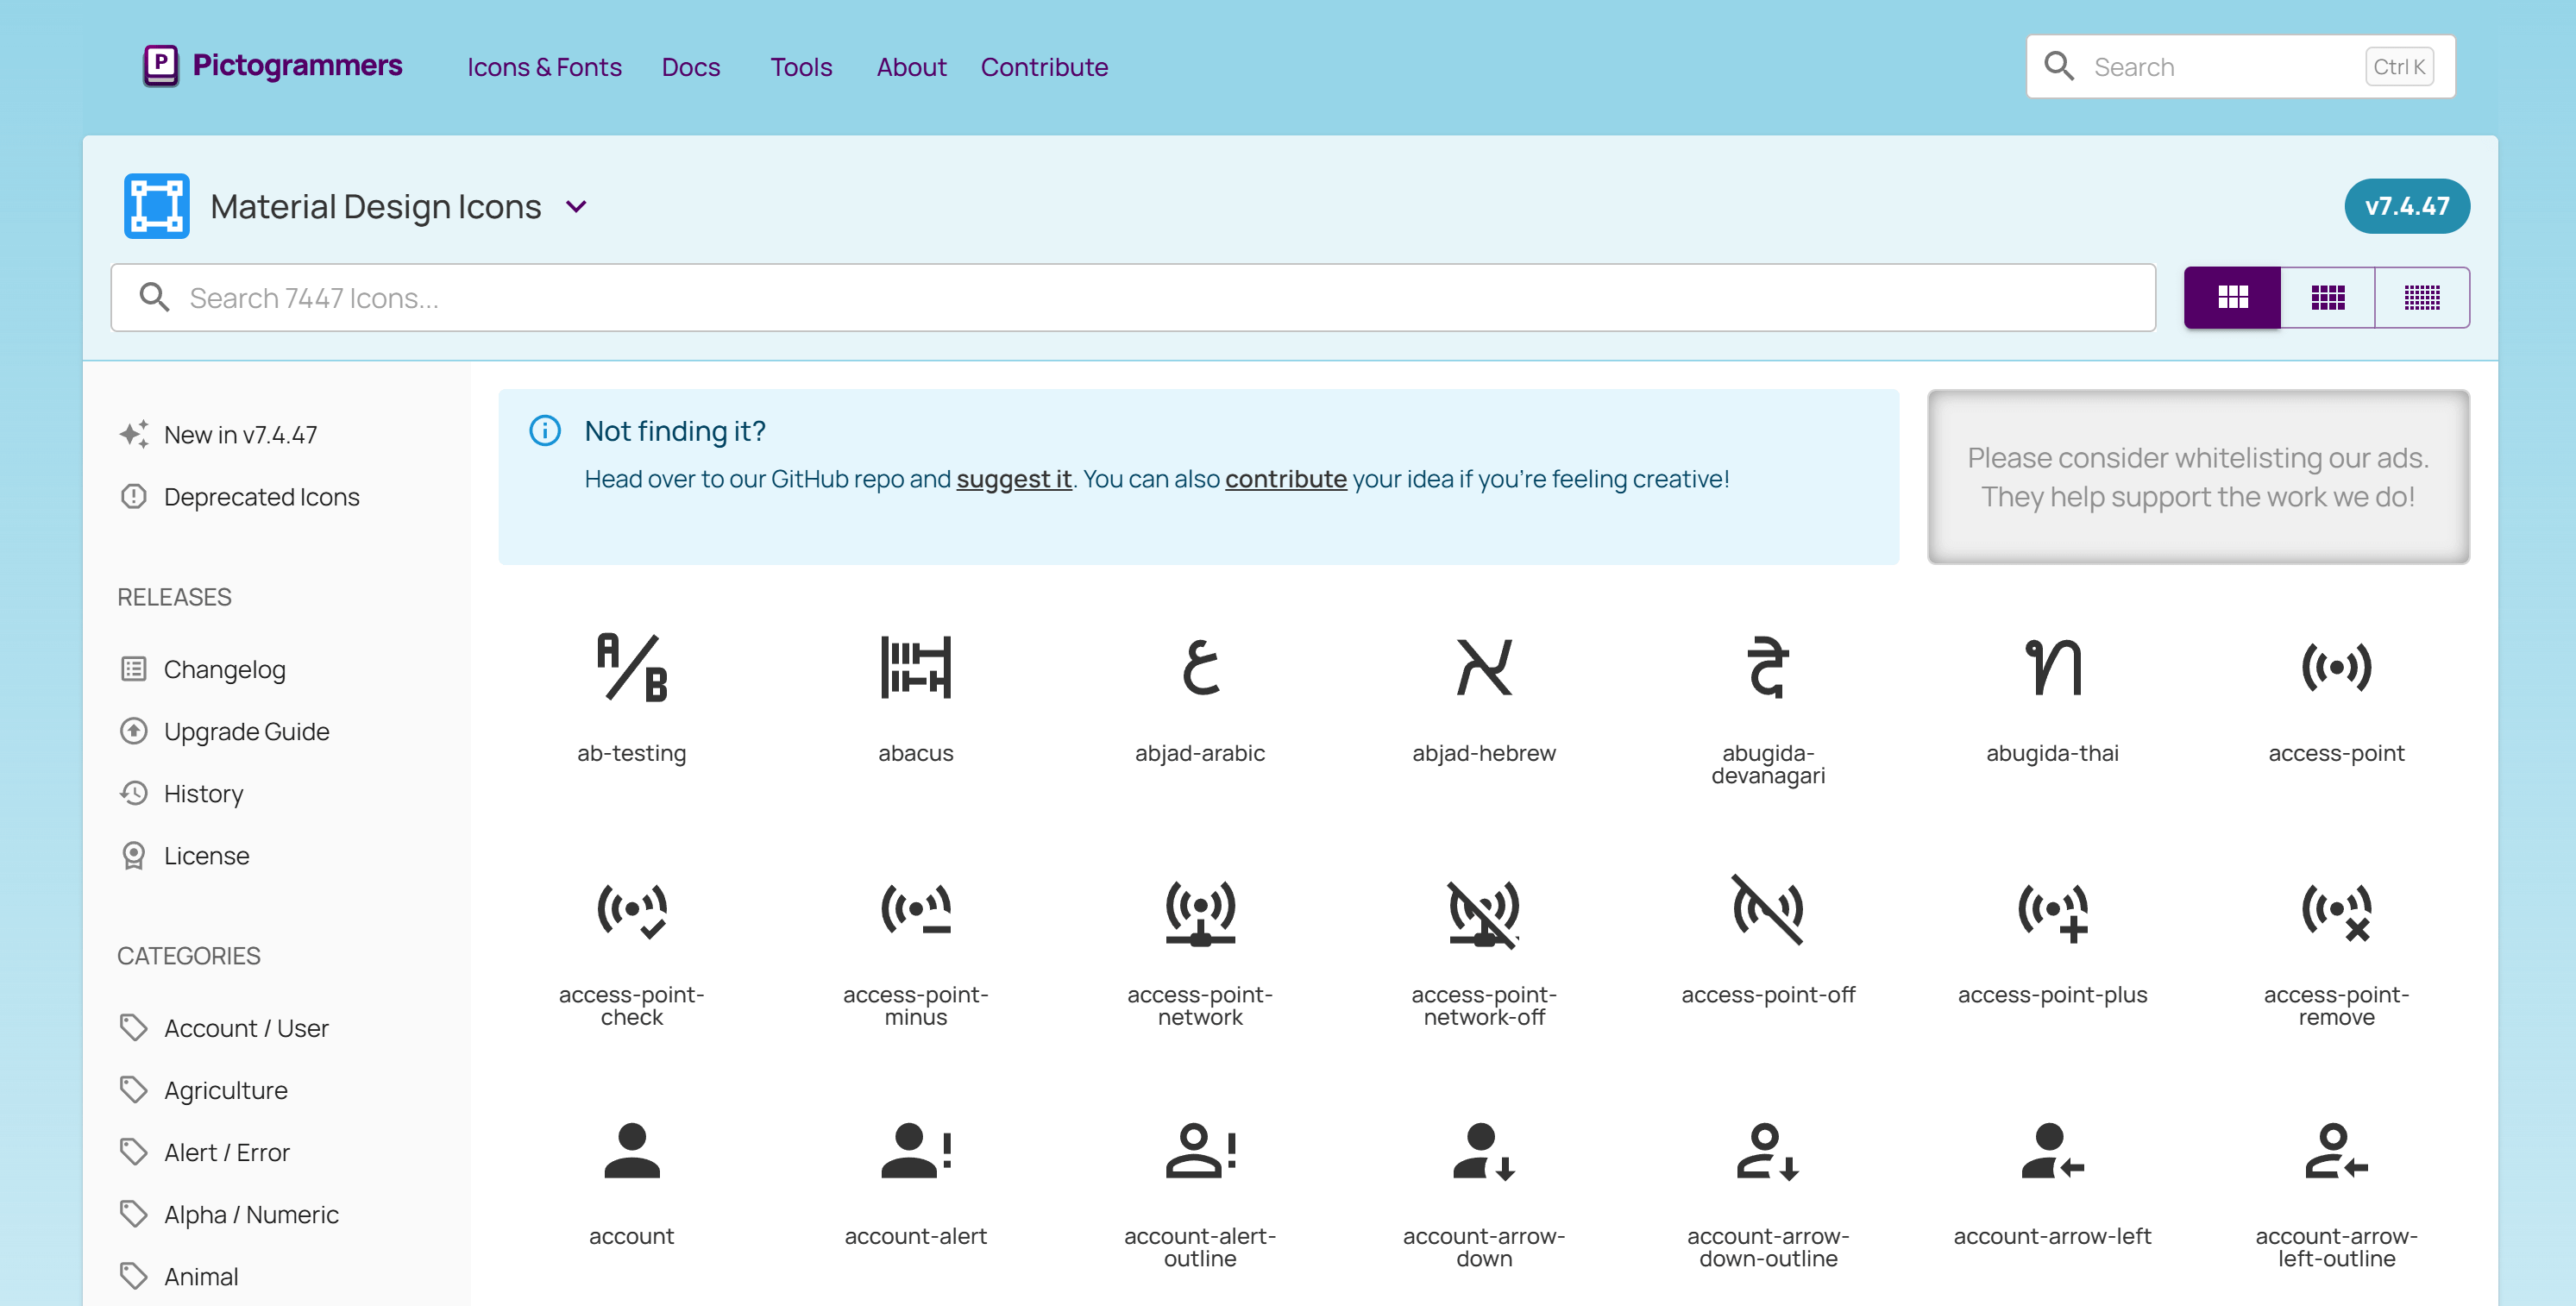 P Pictogrammers
Icons & Fonts Docs Tools About Contribute
Search Ctrl K
Material Design Icons
v7.4.47
Search 7447 Icons...
New in v7.4.47
Deprecated Icons
RELEASES
Changelog
Upgrade Guide
History
License
CATEGORIES
Account / User
Agriculture
Alert / Error
Alpha / Numeric
Animal
Not finding it?
Head over to our GitHub repo and suggest it. You can also contribute your idea if you're feeling creative!
Please consider whitelisting our ads.
They help support the work we do!
A/B
ab-testing
abacus
ع
abjad-arabic
א
abjad-hebrew
दे
abugida-
devanagari
ท
abugida-thai
access-point
access-point-
check
access-point-
minus
access-point-
network
access-point-
network-off
access-point-off
access-point-plus
access-point-
remove
account
account-alert
account-alert-
outline
account-arrow-
down
account-arrow-
down-outline
account-arrow-left
account-arrow-
left-outline